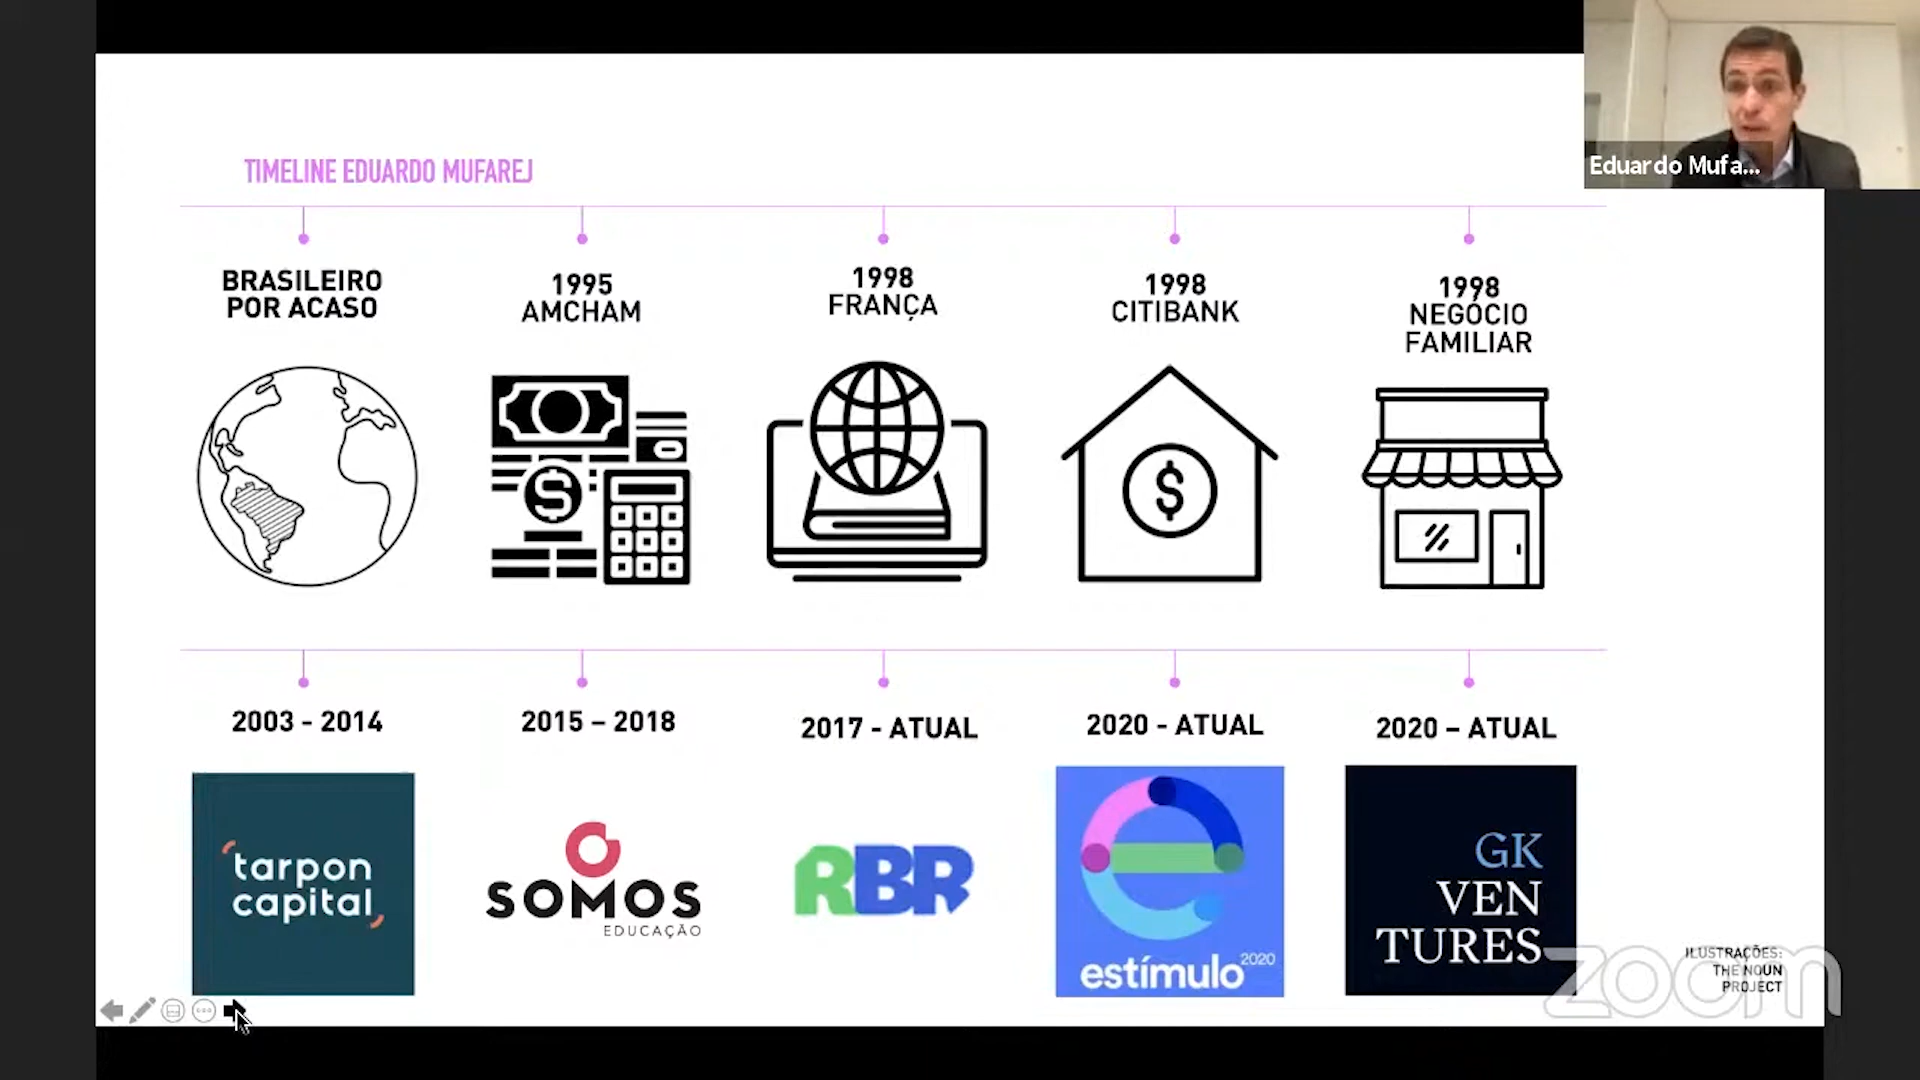 Eduardo Mufa...
TIMELINE EDUARDO MUFAREJ
BRASILEIRO
POR ACASO
1995
AMCHAM
1998
FRANÇA
1998
CITIBANK
1998
NEGÓCIO
FAMILIAR
2003 - 2014
2015 – 2018
2017 - ATUAL
2020 - ATUAL
2020 – ATUAL
tarpon
capital
SOMOS
EDUCAÇÃO
RBR
estímulo 2020
GK
VEN
TURES
ILUSTRAÇÕES:
THE NOUN
PROJECT
zoom